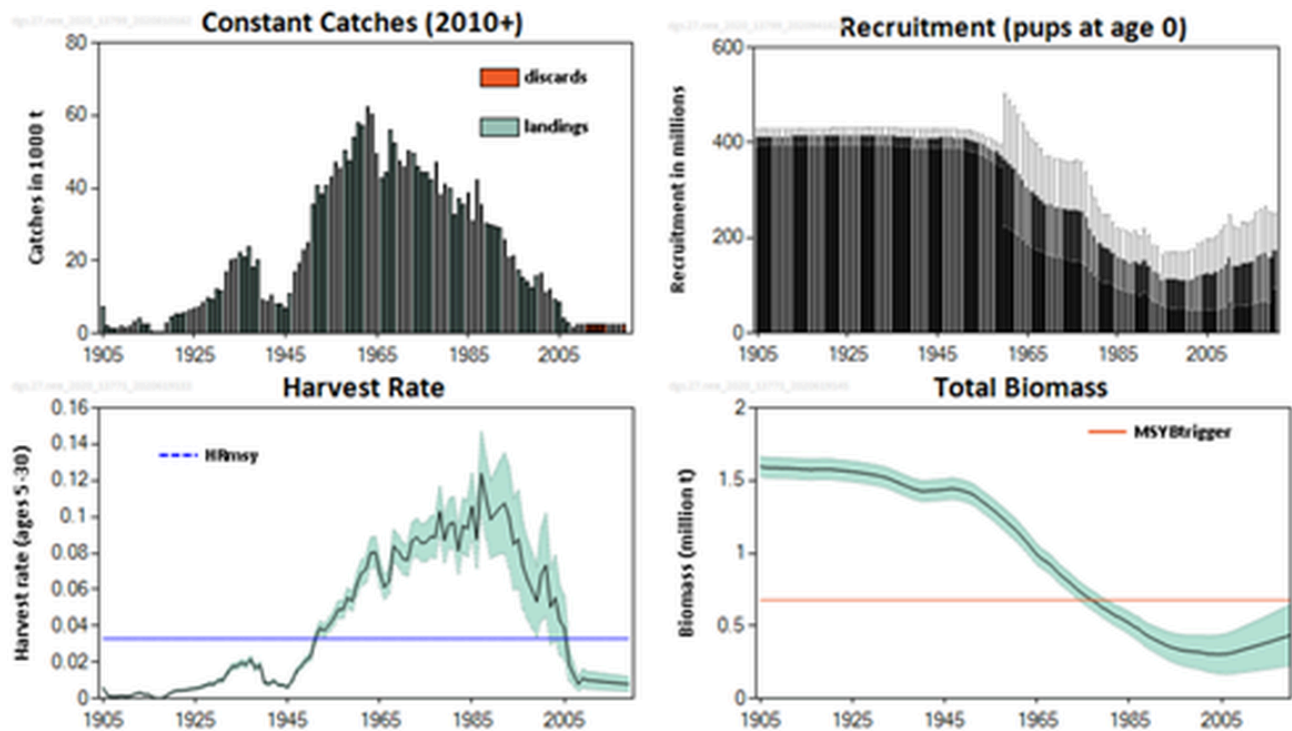 Constant Catches (2010+)
Catches in 1000 t
80
60
40
20
0
discards
landings
1905 1925 1945 1965 1985 2005
Recruitment (pups at age 0)
Recruitment in millions
600
400
200
0
1905 1925 1945 1965 1985 2005
Harvest Rate
Harvest rate (ages 5-30)
0.16
0.14
0.12
0.1
0.08
0.06
0.04
0.02
0
HRmsy
1905 1925 1945 1965 1985 2005
Total Biomass
Biomass (million t)
2
1.5
1
0.5
0
MSYBtrigger
1905 1925 1945 1965 1985 2005